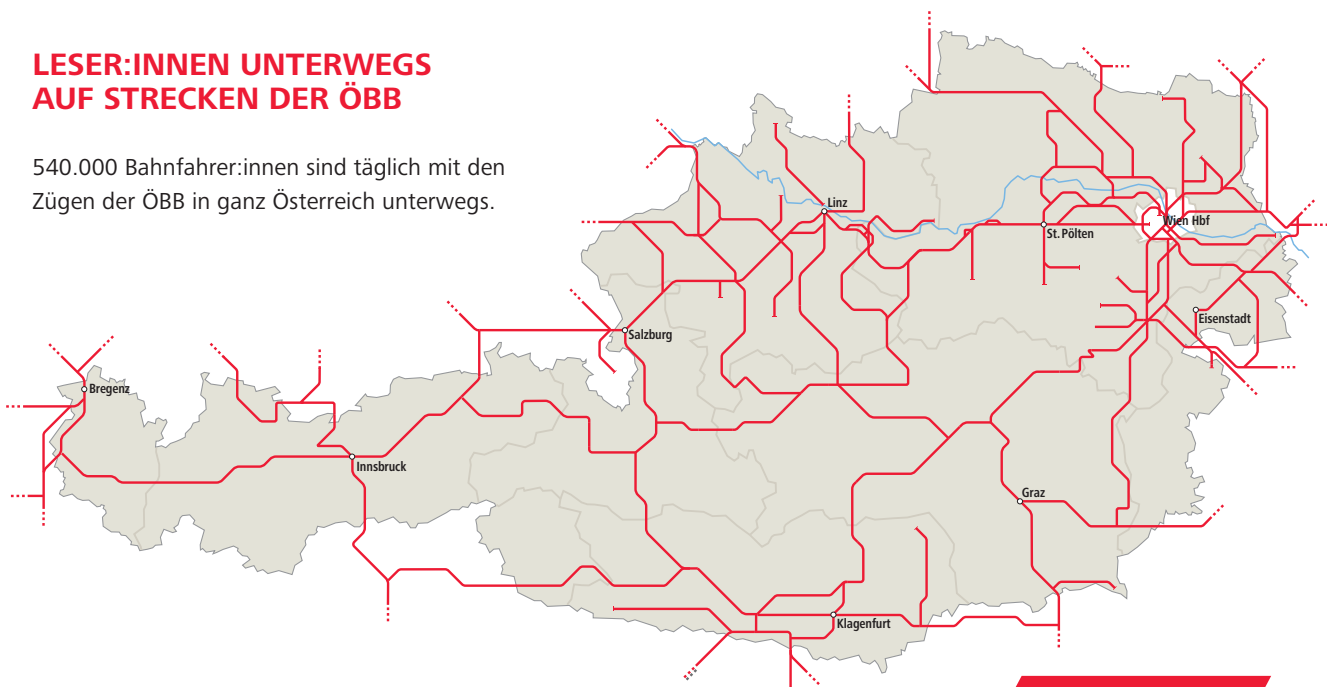 LESER:INNEN UNTERWEGS
AUF STRECKEN DER ÖBB
540.000 Bahnfahrer:innen sind täglich mit den
Zügen der ÖBB in ganz Österreich unterwegs.
Linz
St. Pölten
Wien Hbf
Eisenstadt
Salzburg
Bregenz
Innsbruck
Graz
Klagenfurt